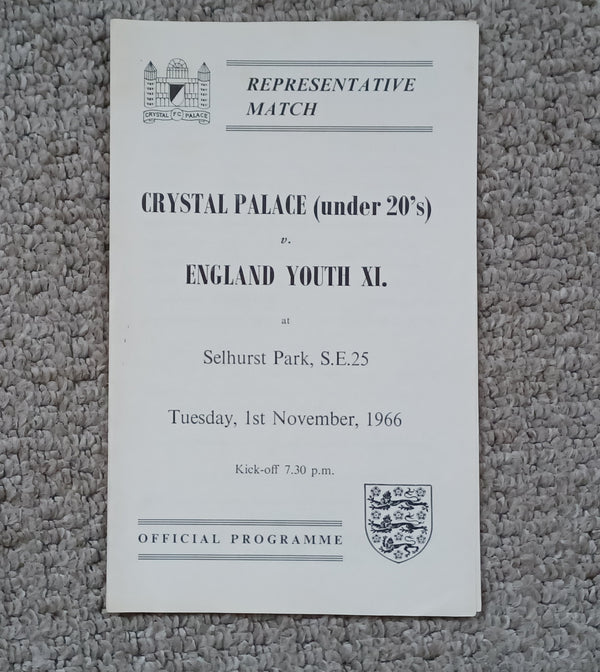 CRYSTAL F.C. PALACE
REPRESENTATIVE
MATCH
CRYSTAL PALACE (under 20's)
v.
ENGLAND YOUTH XI.
at
Selhurst Park, S.E.25
Tuesday, 1st November, 1966
Kick-off 7.30 p.m.
OFFICIAL PROGRAMME